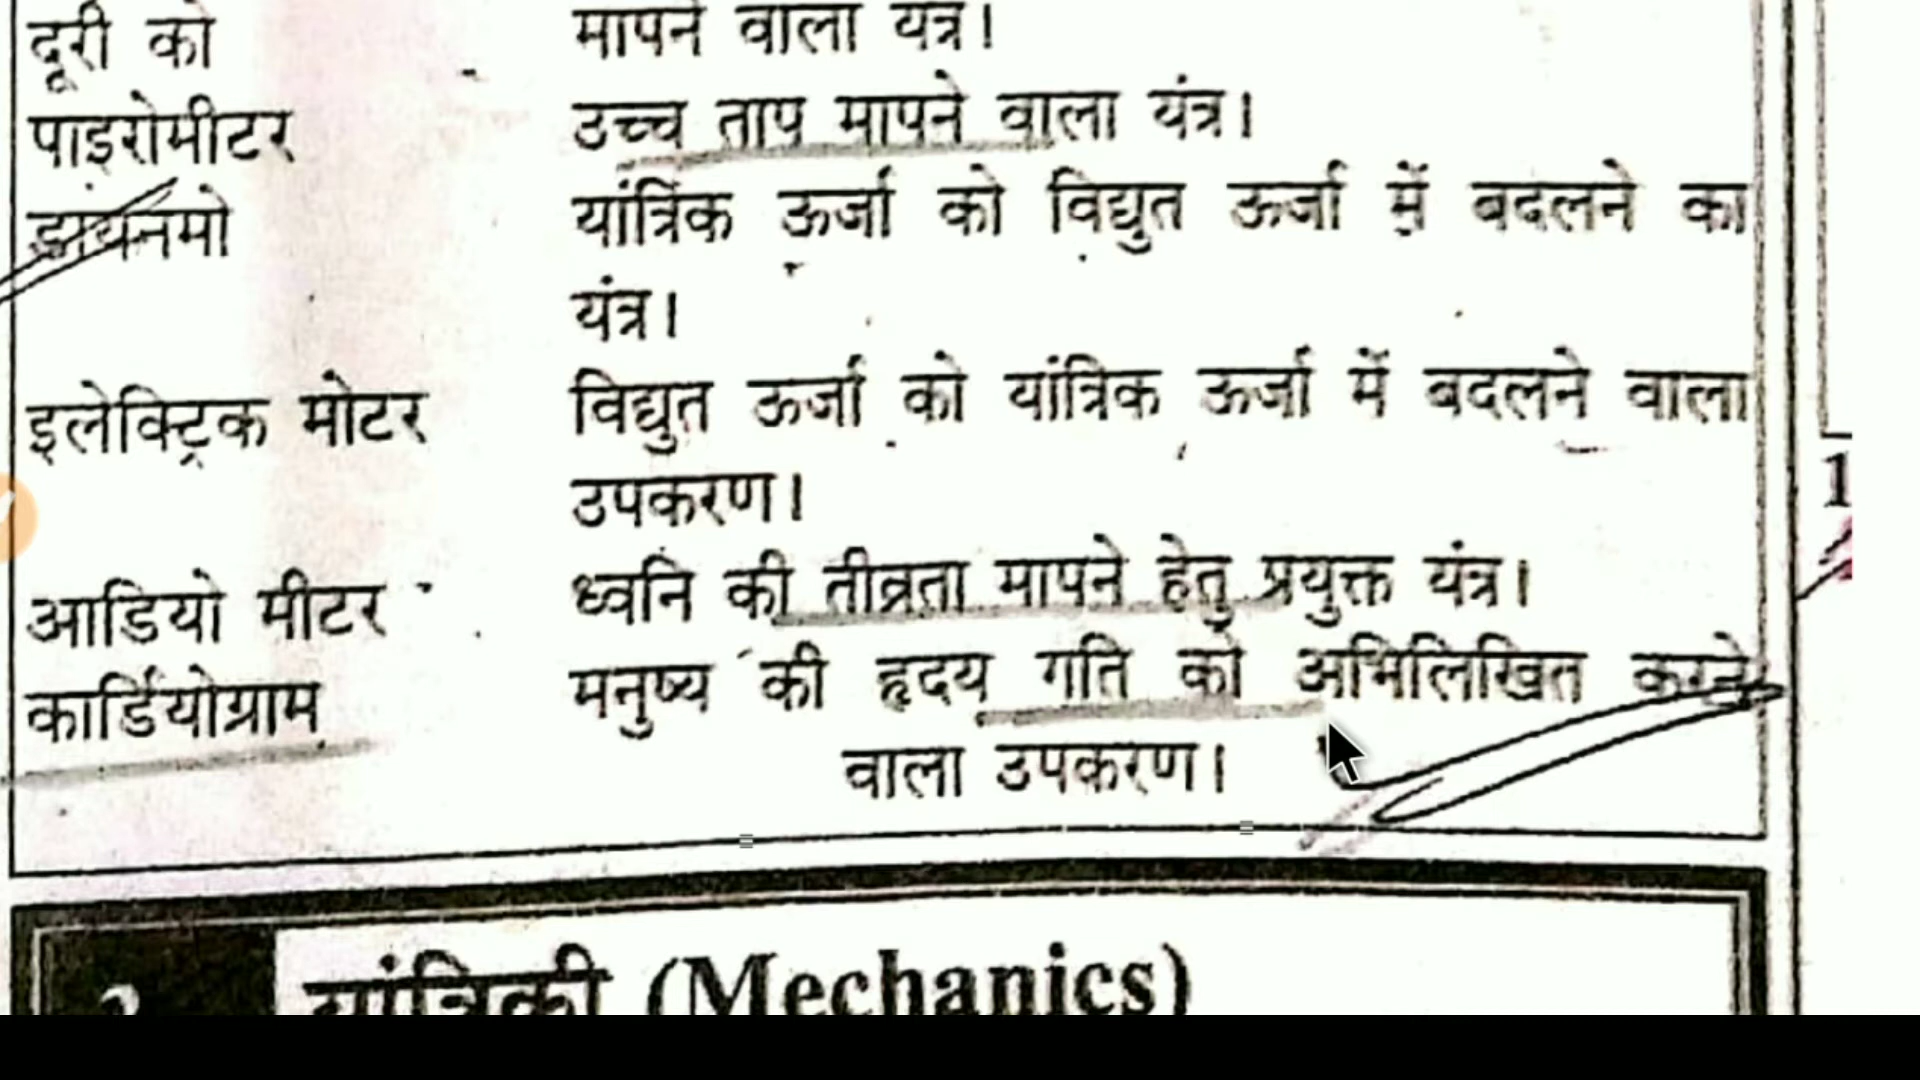 दूरी को मापने वाला यंत्र।
पाइरोमीटर उच्च ताप मापने वाला यंत्र।
डायनमो यांत्रिक ऊर्जा को विद्युत ऊर्जा में बदलने का
यंत्र।
इलेक्ट्रिक मोटर विद्युत ऊर्जा को यांत्रिक ऊर्जा में बदलने वाला
उपकरण।
आडियो मीटर ध्वनि की तीव्रता मापने हेतु प्रयुक्त यंत्र।
कार्डियोग्राम मनुष्य की हृदय गति को अभिलिखित करने
वाला उपकरण।
1
यांत्रिकी (Mechanics)